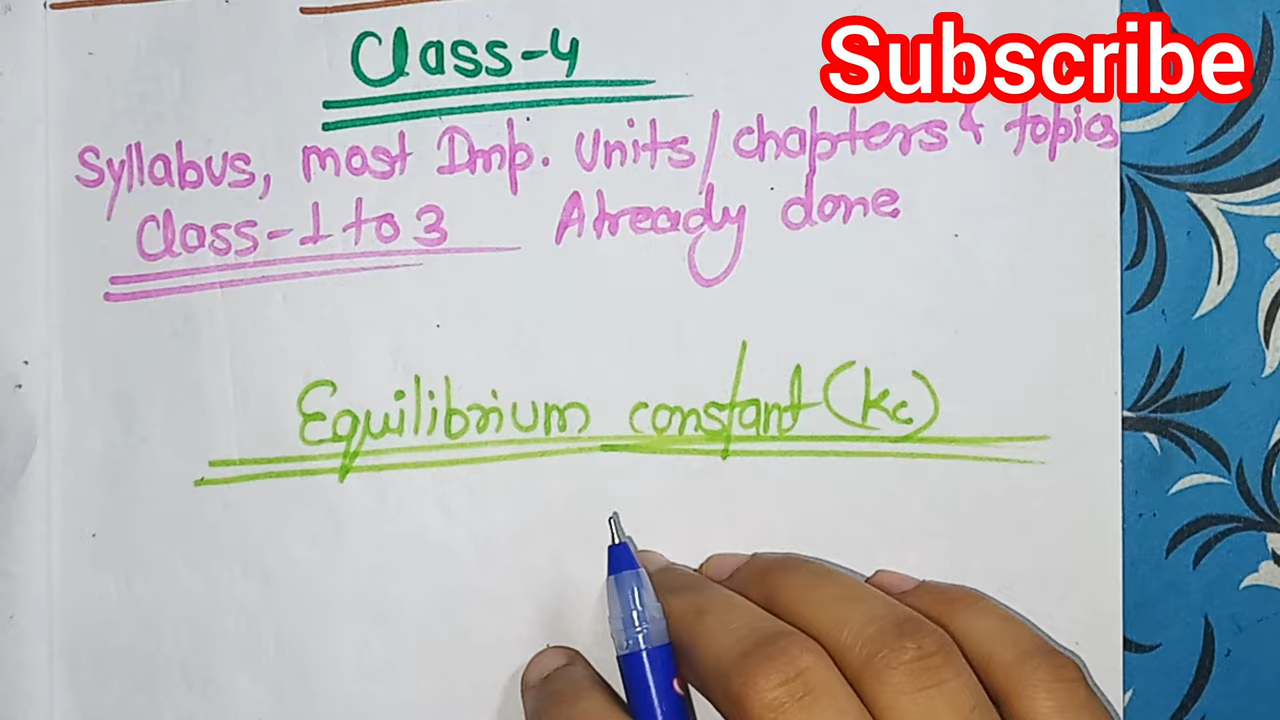 Class-4
Subscribe
Syllabus, most Imp. Units/chapters & topics
Class-1 to 3 Already done
Equilibrium constant (Kc)